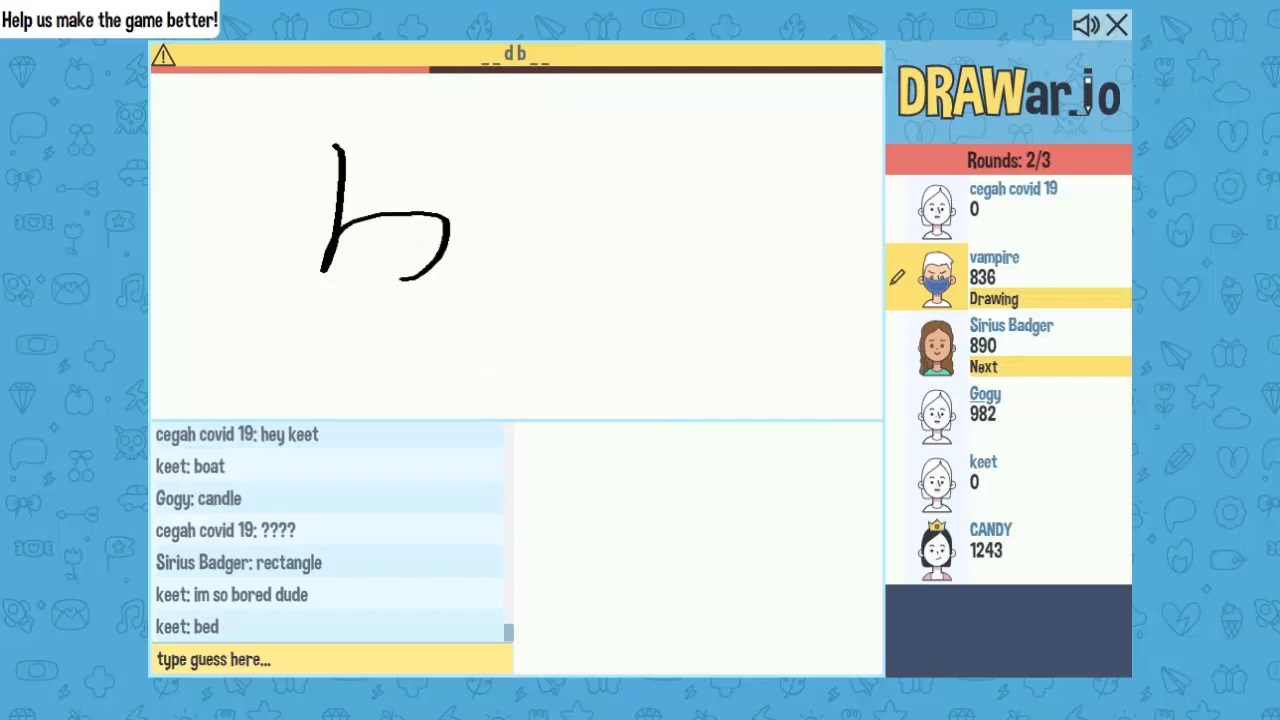 Help us make the game better!
_ _ d b _ _
DRAWar.io
Rounds: 2/3
cegah covid 19
0
vampire
836
Drawing
Sirius Badger
890
Next
Gogy
982
keet
0
CANDY
1243
cegah covid 19: hey keet
keet: boat
Gogy: candle
cegah covid 19: ????
Sirius Badger: rectangle
keet: im so bored dude
keet: bed
type guess here...